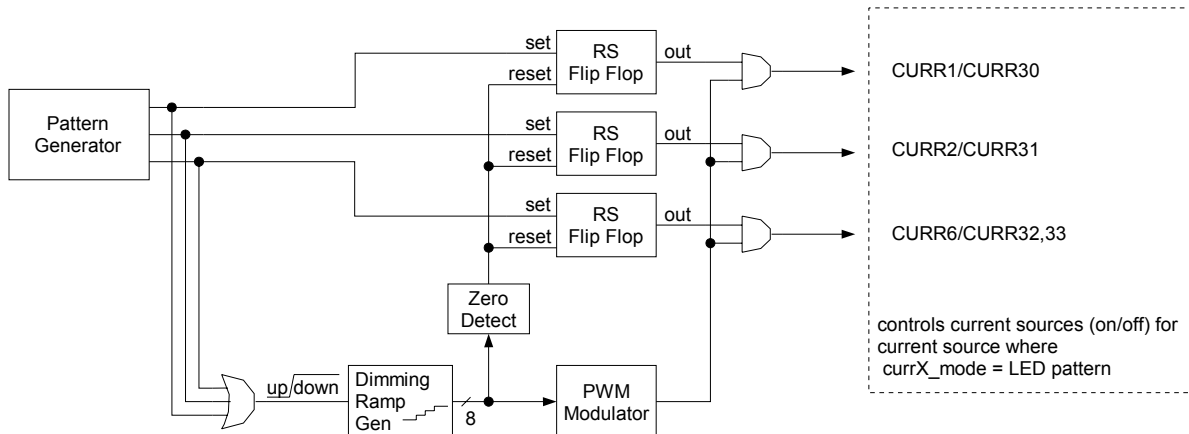 set
RS
Flip Flop
out
reset
CURR1/CURR30
Pattern
Generator
set
RS
Flip Flop
out
reset
CURR2/CURR31
set
RS
Flip Flop
out
reset
CURR6/CURR32,33
Zero
Detect
controls current sources (on/off) for
current source where
currX_mode = LED pattern
up/down
Dimming
Ramp
Gen
8
PWM
Modulator